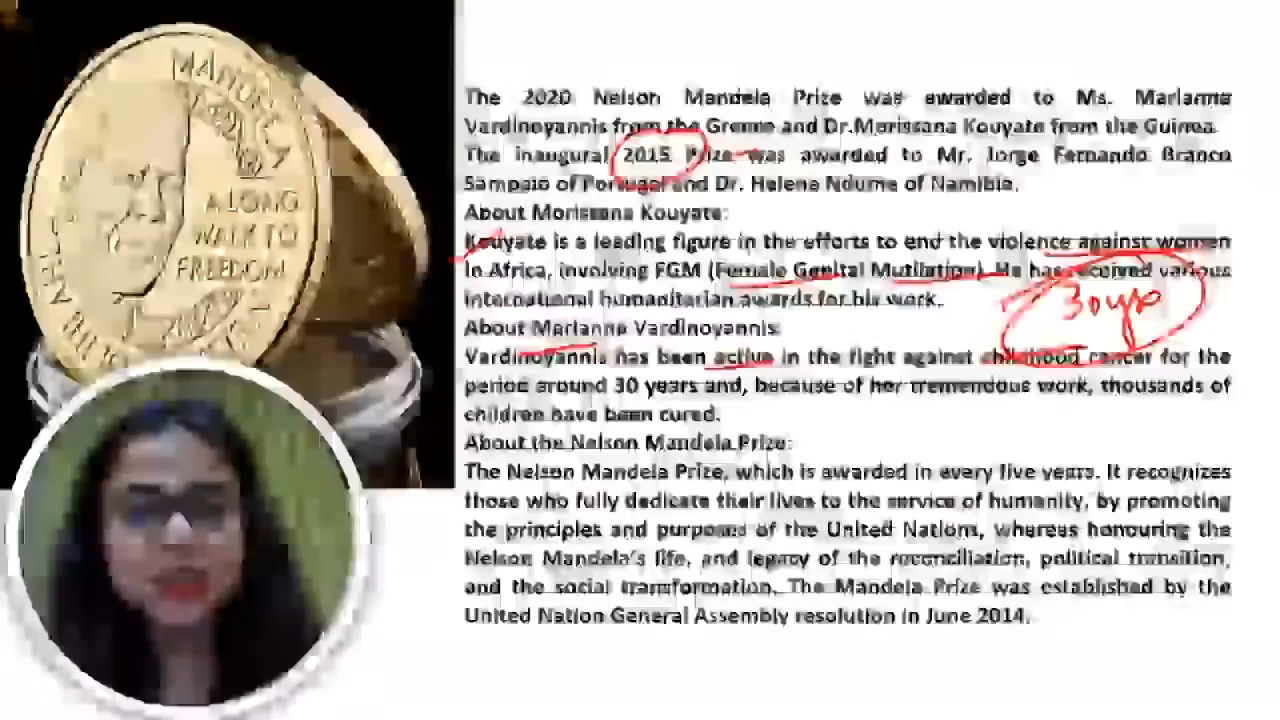 MANDELA
A LONG
WALK TO
FREEDOM
The 2020 Nelson Mandela Prize was awarded to Ms. Marianna
Vardinoyannis from the Greece and Dr.Morissana Kouyate from the Guinea.
The inaugural 2015 Prize was awarded to Mr. Jorge Fernando Branco
Sampaio of Portugal and Dr. Helena Ndume of Namibia.
About Morissana Kouyate:
Kouyate is a leading figure in the efforts to end the violence against women
in Africa, involving FGM (Female Genital Mutilation). He has received various
international humanitarian awards for his work.
30yrs
About Marianna Vardinoyannis
Vardinoyannis has been active in the fight against childhood cancer for the
period around 30 years and, because of her tremendous work, thousands of
children have been cured.
About the Nelson Mandela Prize:
The Nelson Mandela Prize, which is awarded in every five years. It recognizes
those who fully dedicate their lives to the service of humanity, by promoting
the principles and purposes of the United Nations, whereas honouring the
Nelson Mandela's life, and legacy of the reconciliation, political transition,
and the social transformation. The Mandela Prize was established by the
United Nation General Assembly resolution in June 2014.